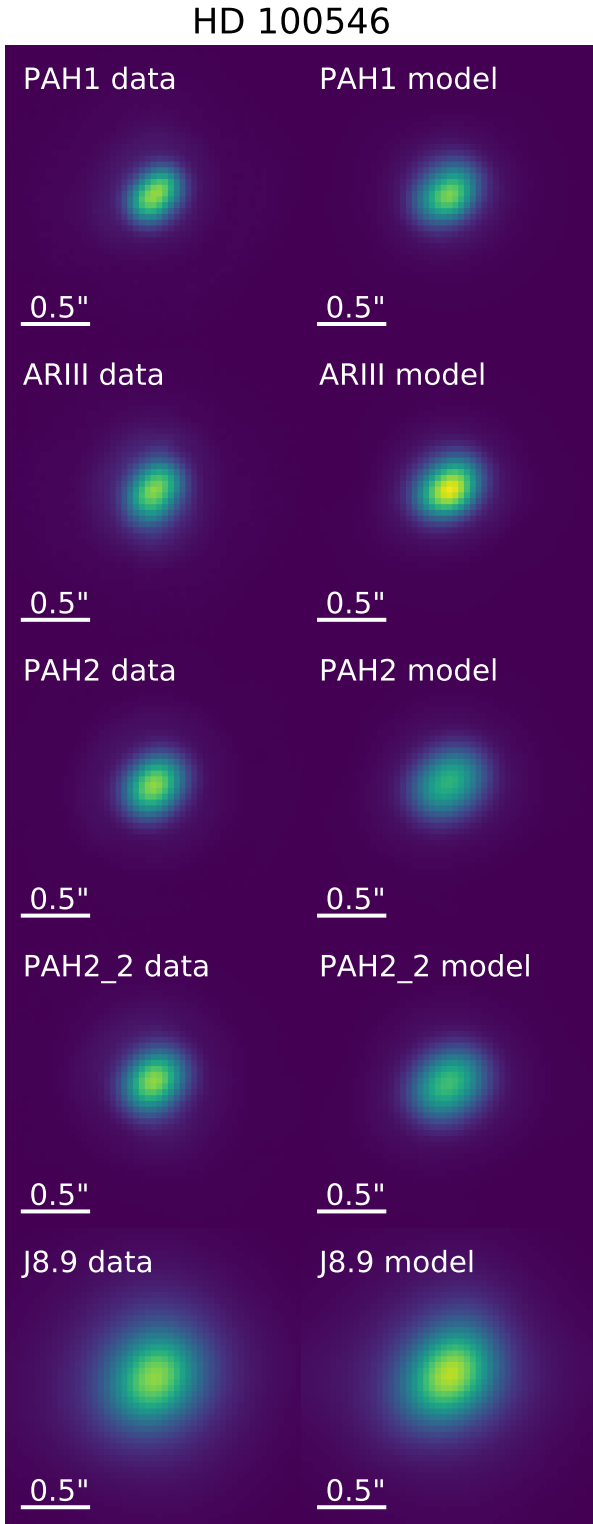 HD 100546
PAH1 data
PAH1 model
0.5"
0.5"
ARIII data
ARIII model
0.5"
0.5"
PAH2 data
PAH2 model
0.5"
0.5"
PAH2_2 data
PAH2_2 model
0.5"
0.5"
J8.9 data
J8.9 model
0.5"
0.5"